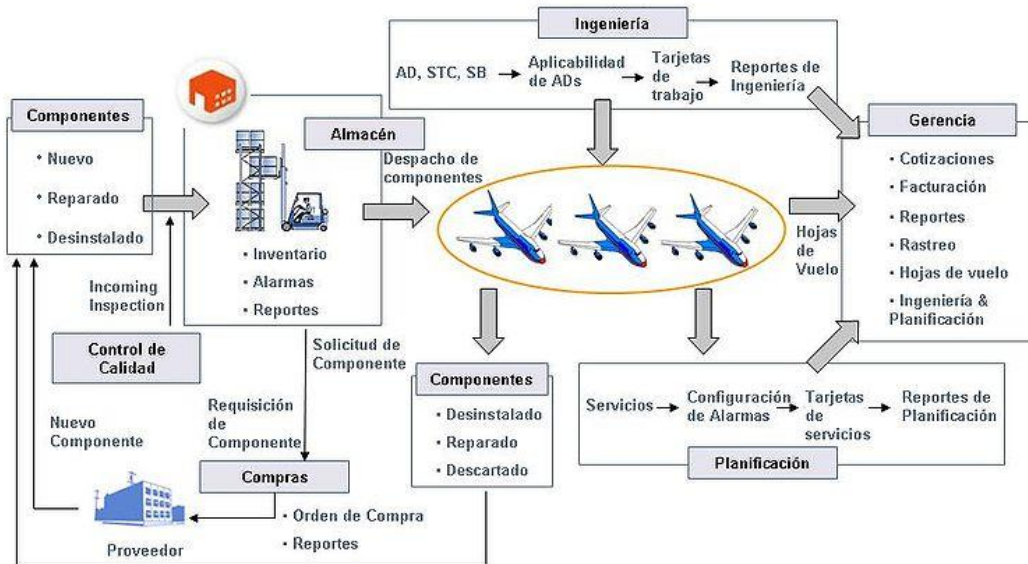 Ingeniería
AD, STC, SB
Aplicabilidad
de ADs
Tarjetas
de
trabajo
Reportes de
Ingeniería
Componentes
• Nuevo
• Reparado
• Desinstalado
Almacén
• Inventario
• Alarmas
• Reportes
Despacho de
componentes
Hojas
de
Vuelo
Gerencia
• Cotizaciones
• Facturación
• Reportes
• Rastreo
• Hojas de vuelo
• Ingeniería &
Planificación
Incoming
Inspection
Control de
Calidad
Solicitud de
Componente
Requisición
de
Componente
Nuevo
Componente
Compras
• Orden de Compra
• Reportes
Proveedor
Componentes
• Desinstalado
• Reparado
• Descartado
Servicios
Configuración
de Alarmas
Tarjetas
de
servicios
Reportes de
Planificación
Planificación